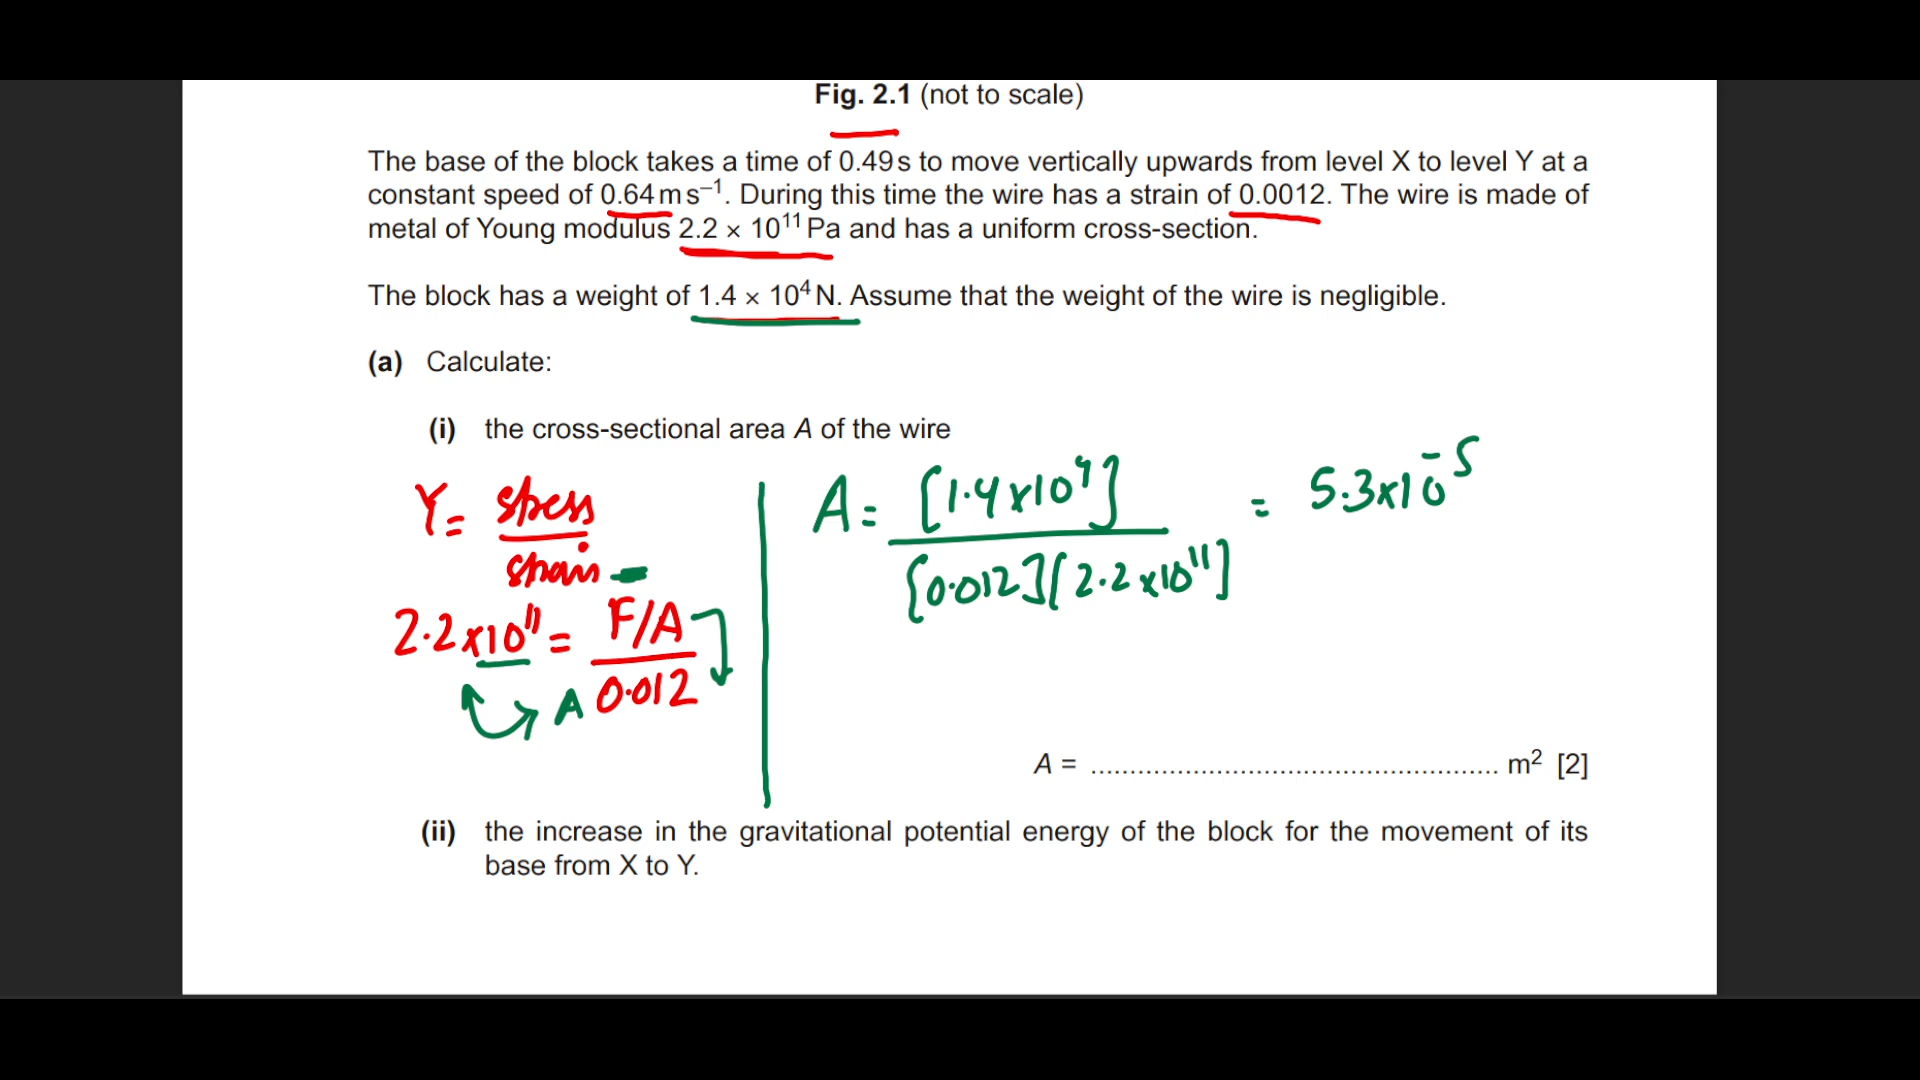 Fig. 2.1 (not to scale)
The base of the block takes a time of 0.49 s to move vertically upwards from level X to level Y at a
constant speed of 0.64 m s⁻¹. During this time the wire has a strain of 0.0012. The wire is made of
metal of Young modulus 2.2 × 10¹¹ Pa and has a uniform cross-section.
The block has a weight of 1.4 × 10⁴ N. Assume that the weight of the wire is negligible.
(a) Calculate:
(i) the cross-sectional area A of the wire
Y = stress / strain
2.2×10¹¹ = F/A / 0.012
A
A = [1.4×10⁴] / [0.012][2.2×10¹¹] = 5.3×10⁻⁵
A = .................................................... m² [2]
(ii) the increase in the gravitational potential energy of the block for the movement of its
base from X to Y.